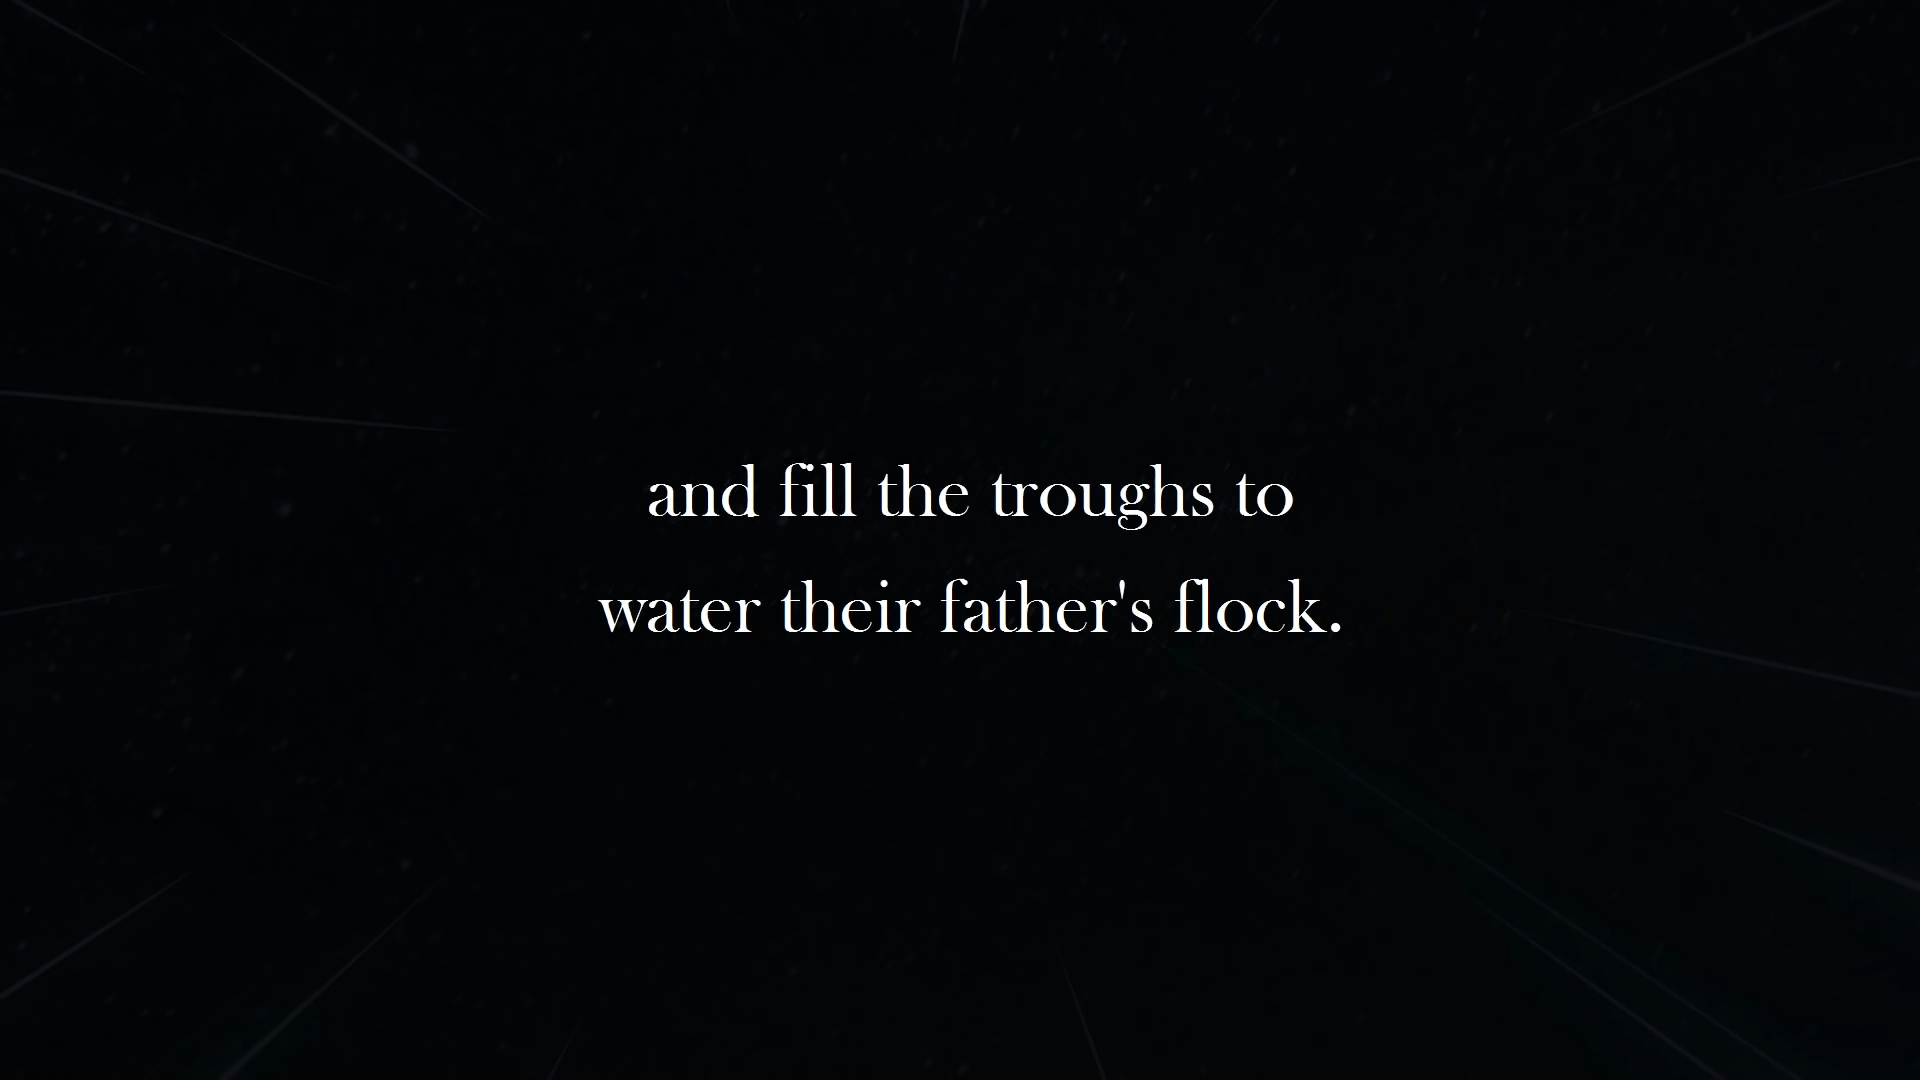 and fill the troughs to
water their father's flock.